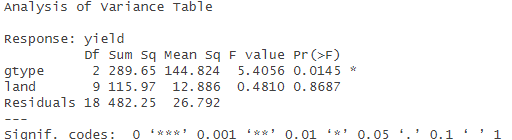 Analysis of Variance Table
Response: yield
Df Sum Sq Mean Sq F value Pr(>F)
gtype 2 289.65 144.824 5.4056 0.0145 *
land 9 115.97 12.886 0.4810 0.8687
Residuals 18 482.25 26.792
---
Signif. codes: 0 ‘***’ 0.001 ‘**’ 0.01 ‘*’ 0.05 ‘.’ 0.1 ‘ ’ 1